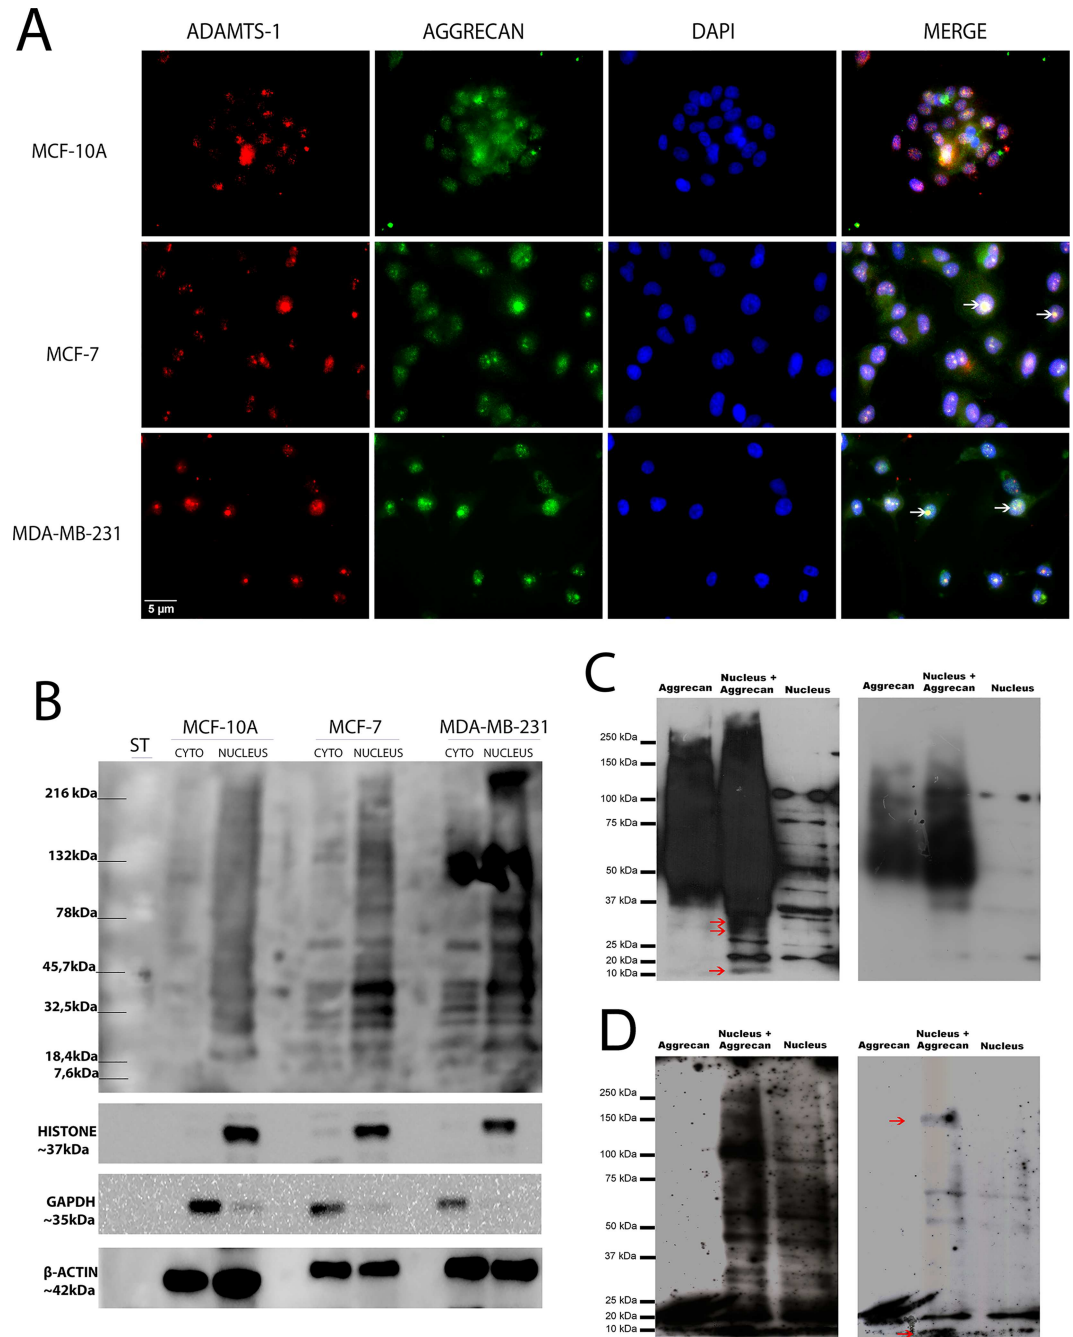 A
ADAMTS-1 AGGRECAN DAPI MERGE
MCF-10A
MCF-7
MDA-MB-231
5 µm
B
MCF-10A MCF-7 MDA-MB-231
ST CYTO NUCLEUS CYTO NUCLEUS CYTO NUCLEUS
216 kDa
132kDa
78kDa
45,7kDa
32,5kDa
18,4kDa
7,6kDa
HISTONE
~37kDa
GAPDH
~35kDa
β-ACTIN
~42kDa
C
Aggrecan Nucleus + Aggrecan Nucleus Aggrecan Nucleus + Aggrecan Nucleus
250 kDa
150 kDa
100 kDa
75 kDa
50 kDa
37 kDa
25 kDa
20 kDa
10 kDa
D
Aggrecan Nucleus + Aggrecan Nucleus Aggrecan Nucleus + Aggrecan Nucleus
250 kDa
150 kDa
100 kDa
75 kDa
50 kDa
37 kDa
25 kDa
20 kDa
10 kDa